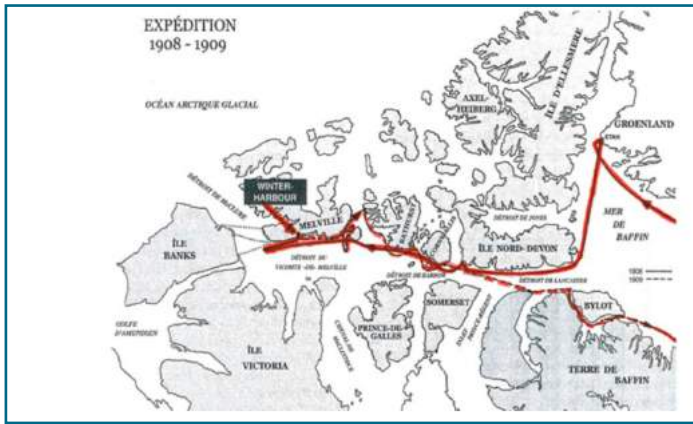 EXPÉDITION
1908 - 1909
OCÉAN ARCTIQUE GLACIAL
AXEL-
HEIBERG
ÎLE D'ELLESMERE
GROENLAND
ETAH
WINTER-
HARBOUR
DÉTROIT DE McCLURE
MELVILLE
BATHURST
CORNWALLIS
DÉTROIT DE JONES
ÎLE NORD-DEVON
MER
DE
BAFFIN
ÎLE
BANKS
DÉTROIT DU
VICOMTE -DE- MELVILLE
DÉTROIT DE BARROW
DÉTROIT DE LANCASTER
1908
1909
GOLFE
D'AMUNDSEN
ÎLE
VICTORIA
PRINCE-DE-
GALLES
SOMERSET
BYLOT
TERRE DE
BAFFIN